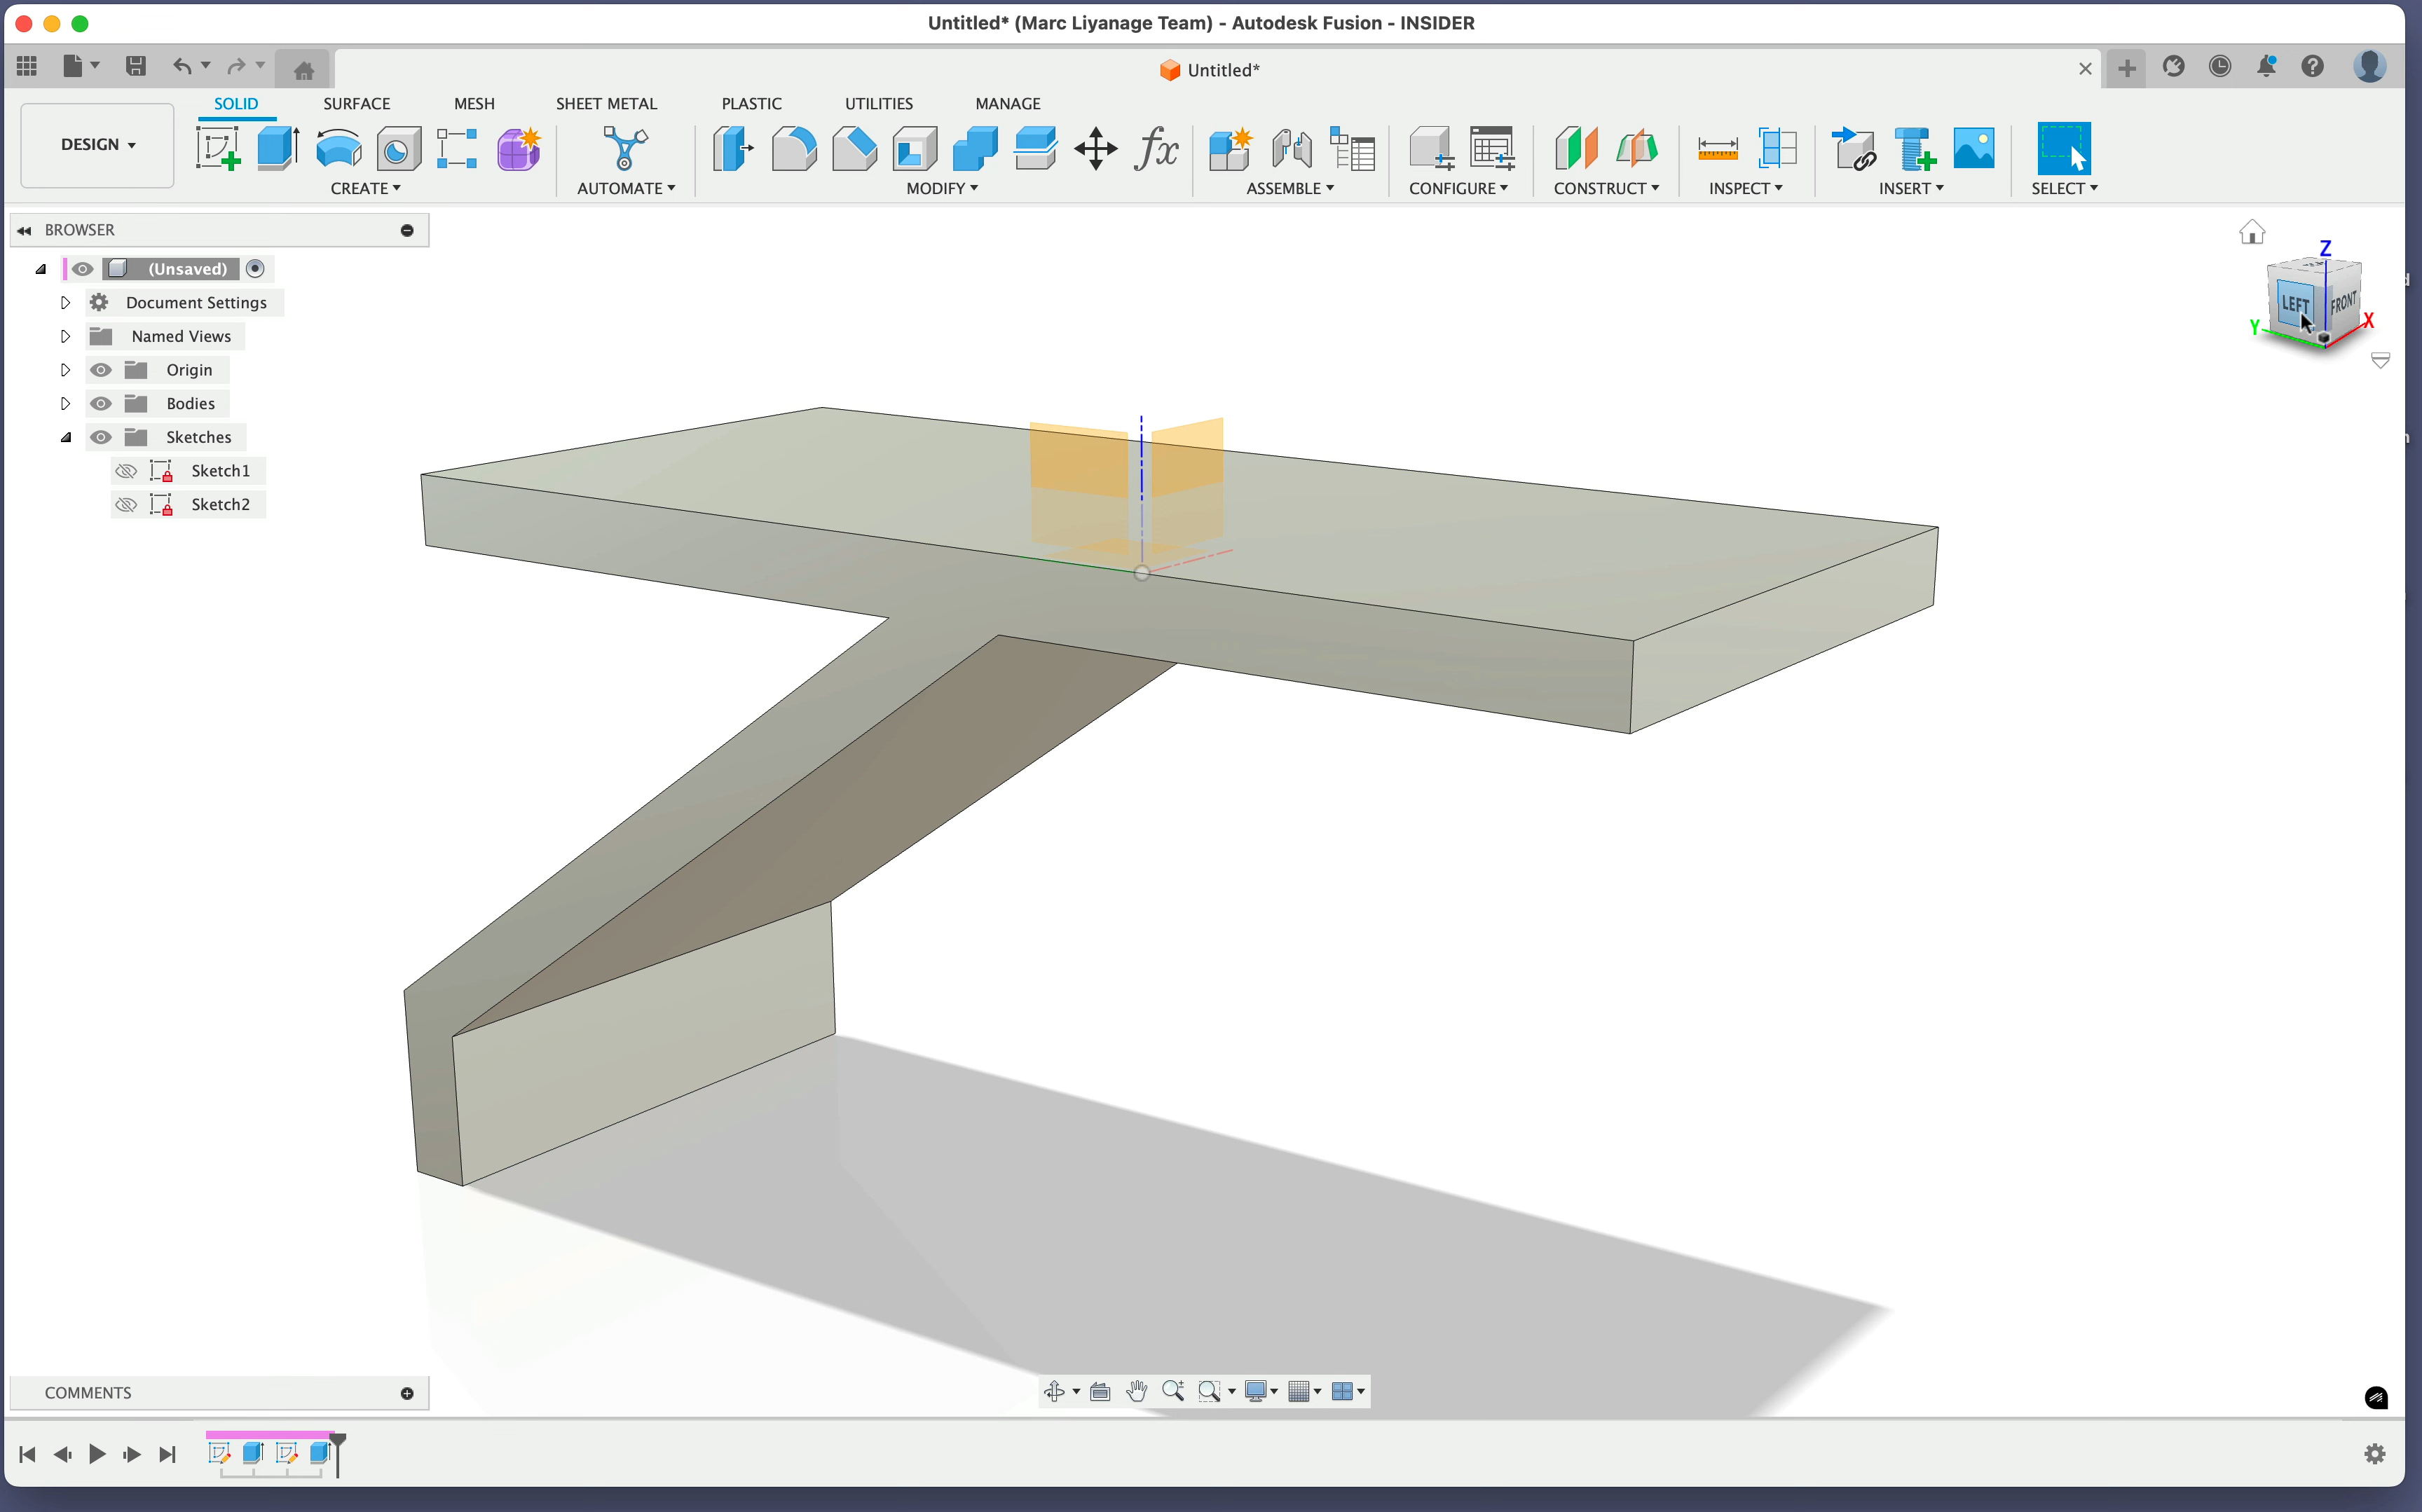 Untitled* (Marc Liyanage Team) - Autodesk Fusion - INSIDER
Untitled*
SOLID SURFACE MESH SHEET METAL PLASTIC UTILITIES MANAGE
DESIGN
fx
CREATE AUTOMATE MODIFY ASSEMBLE CONFIGURE CONSTRUCT INSPECT INSERT SELECT
BROWSER
(Unsaved)
Document Settings
Named Views
Origin
Bodies
Sketches
Sketch1
Sketch2
Z
LEFT FRONT
Y X
COMMENTS